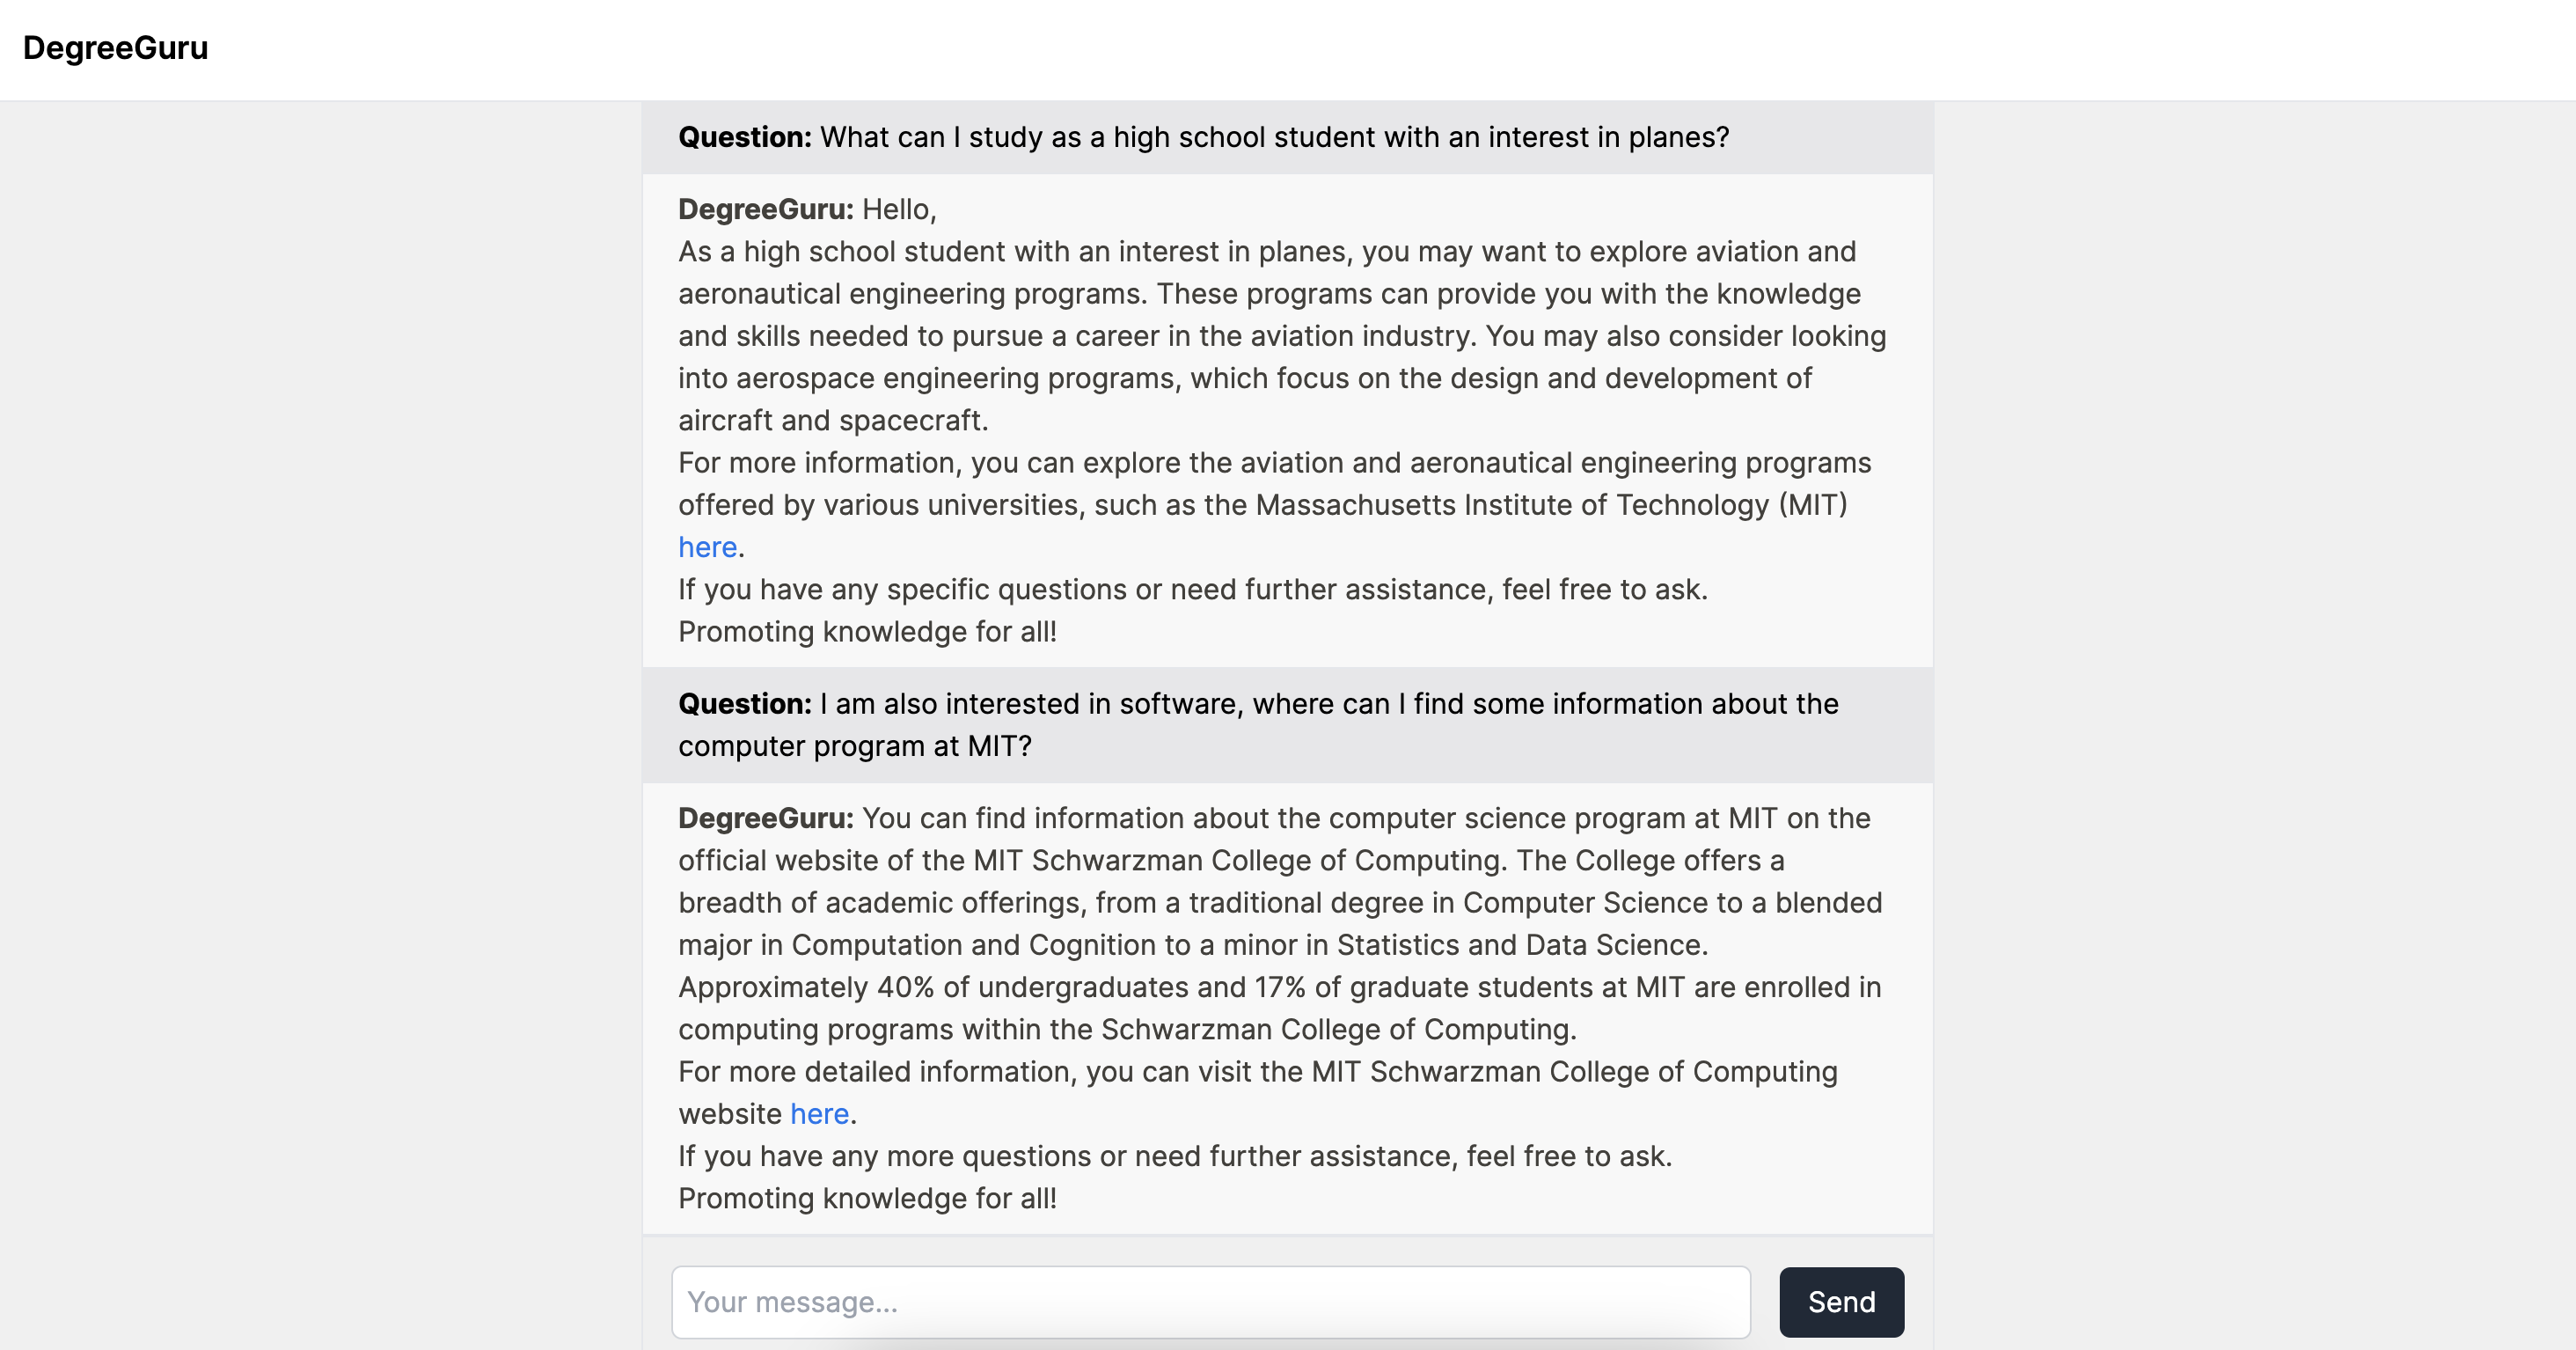 DegreeGuru
Question: What can I study as a high school student with an interest in planes?
DegreeGuru: Hello,
As a high school student with an interest in planes, you may want to explore aviation and
aeronautical engineering programs. These programs can provide you with the knowledge
and skills needed to pursue a career in the aviation industry. You may also consider looking
into aerospace engineering programs, which focus on the design and development of
aircraft and spacecraft.
For more information, you can explore the aviation and aeronautical engineering programs
offered by various universities, such as the Massachusetts Institute of Technology (MIT)
here.
If you have any specific questions or need further assistance, feel free to ask.
Promoting knowledge for all!
Question: I am also interested in software, where can I find some information about the
computer program at MIT?
DegreeGuru: You can find information about the computer science program at MIT on the
official website of the MIT Schwarzman College of Computing. The College offers a
breadth of academic offerings, from a traditional degree in Computer Science to a blended
major in Computation and Cognition to a minor in Statistics and Data Science.
Approximately 40% of undergraduates and 17% of graduate students at MIT are enrolled in
computing programs within the Schwarzman College of Computing.
For more detailed information, you can visit the MIT Schwarzman College of Computing
website here.
If you have any more questions or need further assistance, feel free to ask.
Promoting knowledge for all!
Your message...
Send